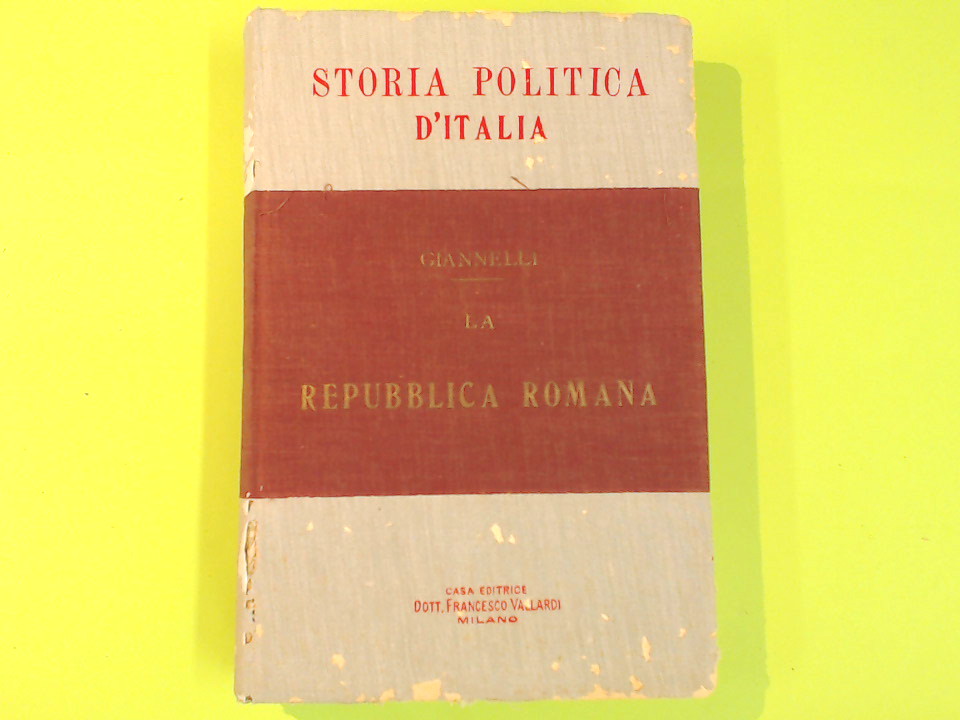 STORIA POLITICA
D'ITALIA
GIANNELLI
LA
REPUBBLICA ROMANA
CASA EDITRICE
DOTT. FRANCESCO VALLARDI
MILANO